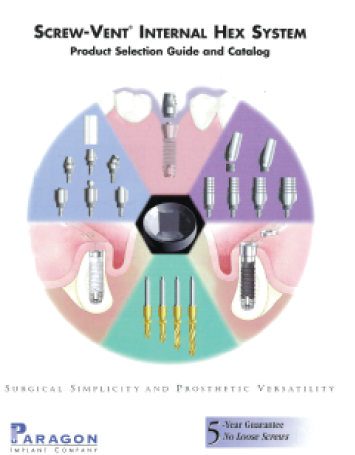 SCREW-VENT® INTERNAL HEX SYSTEM
Product Selection Guide and Catalog
SURGICAL SIMPLICITY AND PROSTHETIC VERSATILITY
PARAGON
IMPLANT COMPANY
5-Year Guarantee
No Loose Screws